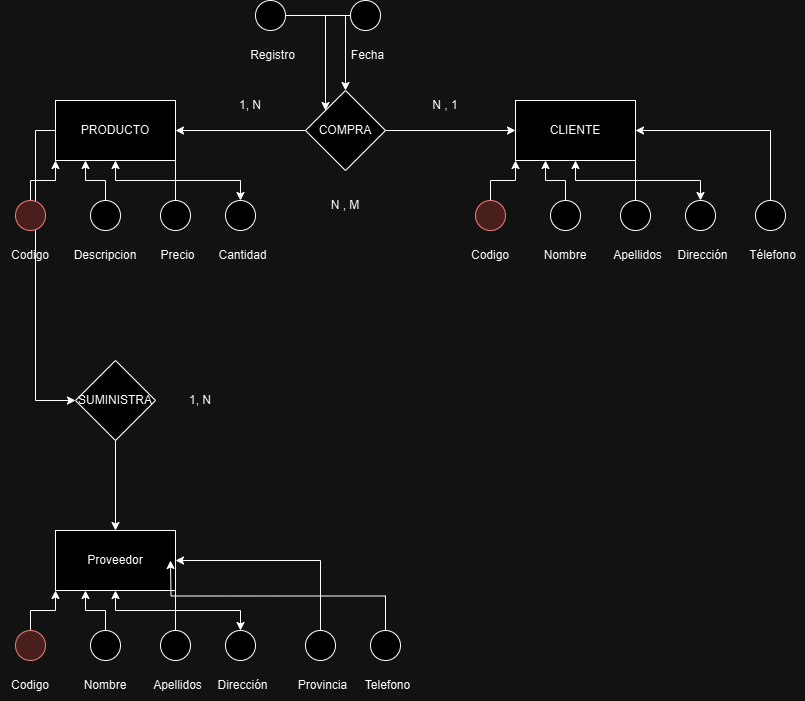 Registro
Fecha
1, N
N , 1
PRODUCTO
COMPRA
CLIENTE
N , M
Codigo
Descripcion
Precio
Cantidad
Codigo
Nombre
Apellidos
Dirección
Télefono
SUMINISTRA
1, N
Proveedor
Codigo
Nombre
Apellidos
Dirección
Provincia
Telefono